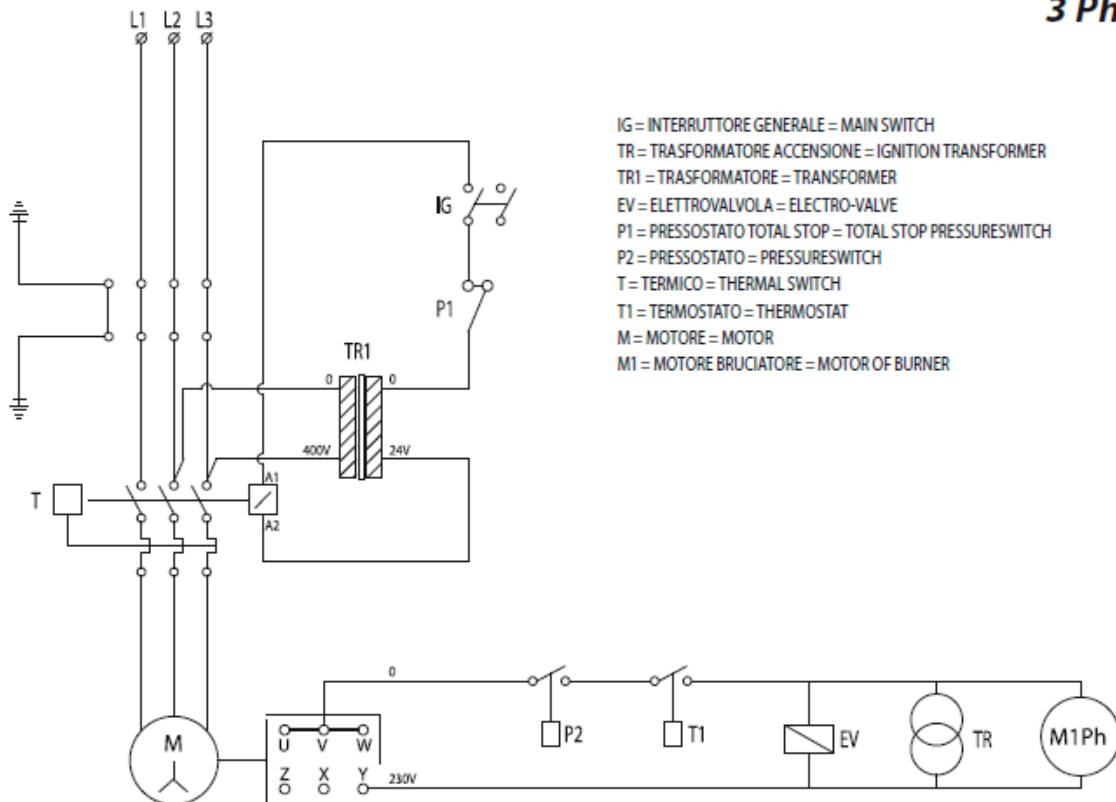 3 Ph
L1 L2 L3
IG = INTERRUTTORE GENERALE = MAIN SWITCH
TR = TRASFORMATORE ACCENSIONE = IGNITION TRANSFORMER
TR1 = TRASFORMATORE = TRANSFORMER
EV = ELETTROVALVOLA = ELECTRO-VALVE
P1 = PRESSOSTATO TOTAL STOP = TOTAL STOP PRESSURESWITCH
P2 = PRESSOSTATO = PRESSURESWITCH
T = TERMICO = THERMAL SWITCH
T1 = TERMOSTATO = THERMOSTAT
M = MOTORE = MOTOR
M1 = MOTORE BRUCIATORE = MOTOR OF BURNER
IG
P1
TR1
0 0
400V 24V
A1
T
A2
0
M
U V W
Z X Y
230V
P2
T1
EV
TR
M1Ph